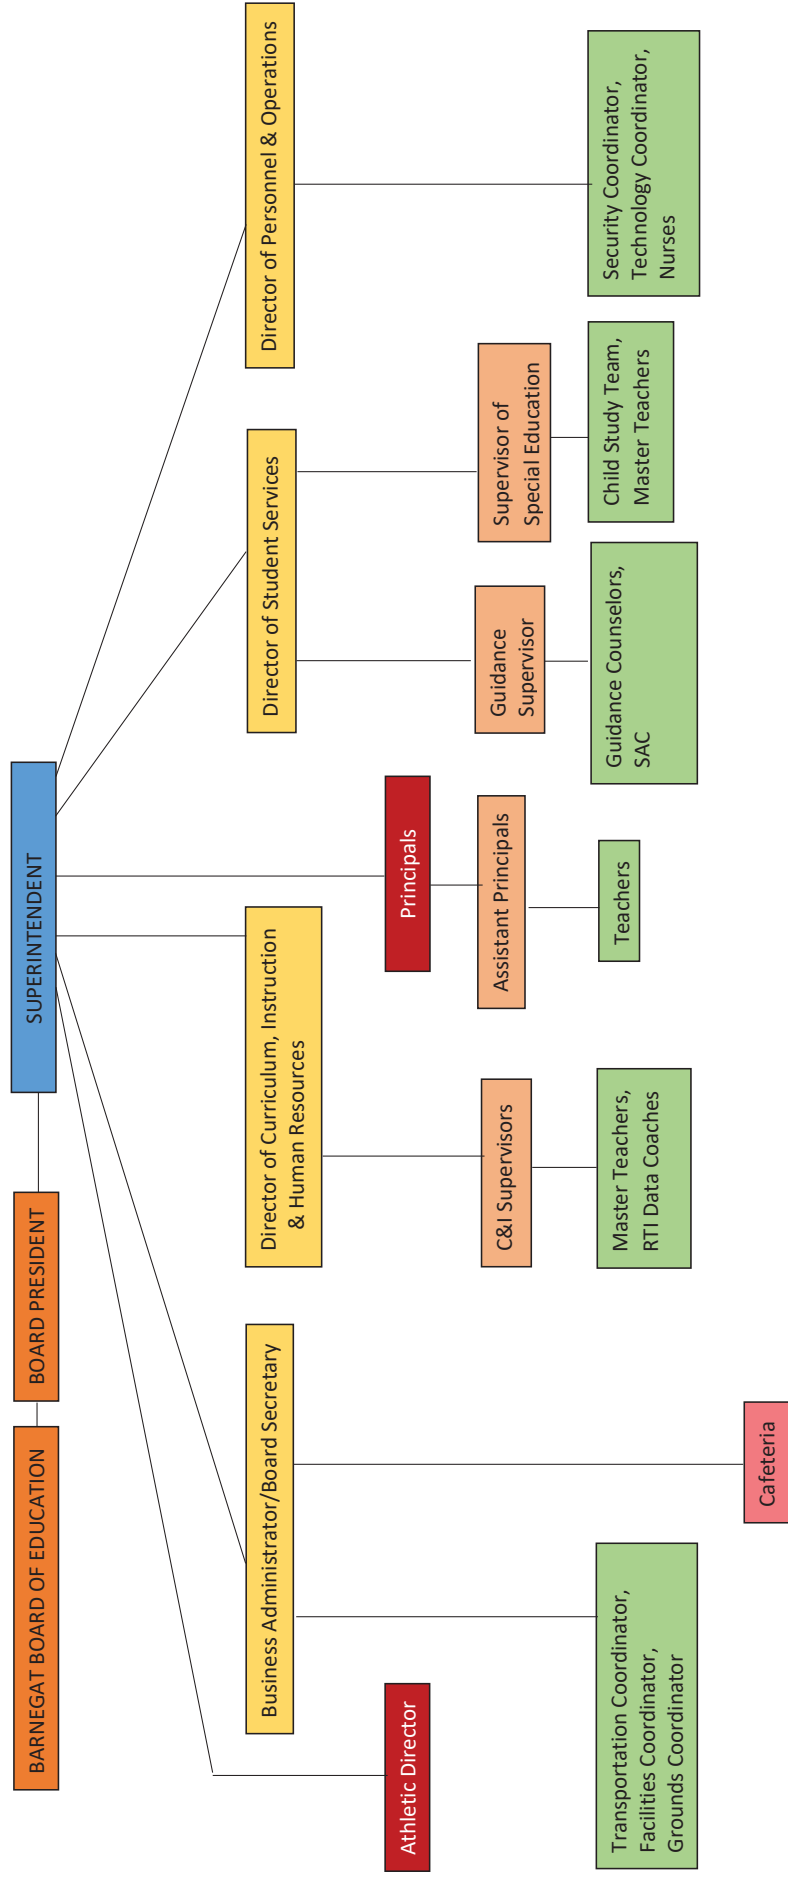 BARNEGAT BOARD OF EDUCATION
BOARD PRESIDENT
SUPERINTENDENT
Athletic Director
Business Administrator/Board Secretary
Transportation Coordinator,
Facilities Coordinator,
Grounds Coordinator
Cafeteria
Director of Curriculum, Instruction
& Human Resources
C&I Supervisors
Master Teachers,
RTI Data Coaches
Principals
Assistant Principals
Teachers
Director of Student Services
Guidance
Supervisor
Guidance Counselors,
SAC
Supervisor of
Special Education
Child Study Team,
Master Teachers
Director of Personnel & Operations
Security Coordinator,
Technology Coordinator,
Nurses